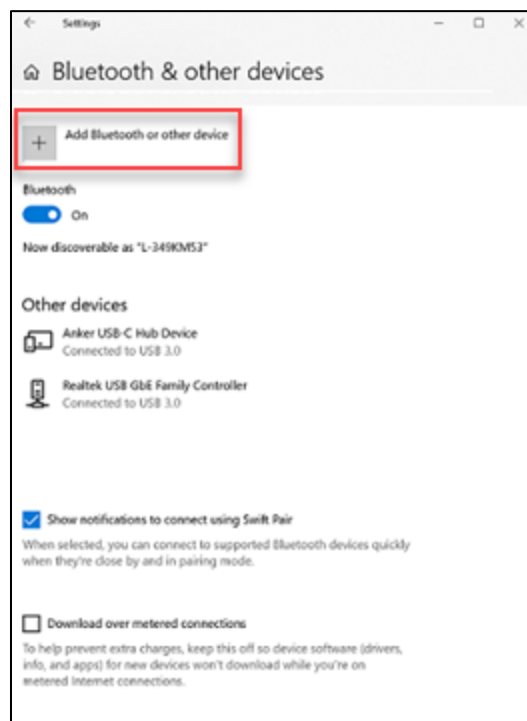 Settings
Bluetooth & other devices
Add Bluetooth or other device
Bluetooth
On
Now discoverable as "L-349KM53"
Other devices
Anker USB-C Hub Device
Connected to USB 3.0
Realtek USB GbE Family Controller
Connected to USB 3.0
Show notifications to connect using Swift Pair
When selected, you can connect to supported Bluetooth devices quickly
when they're close by and in pairing mode.
Download over metered connections
To help prevent extra charges, keep this off so device software (drivers,
info, and apps) for new devices won't download while you're on
metered Internet connections.